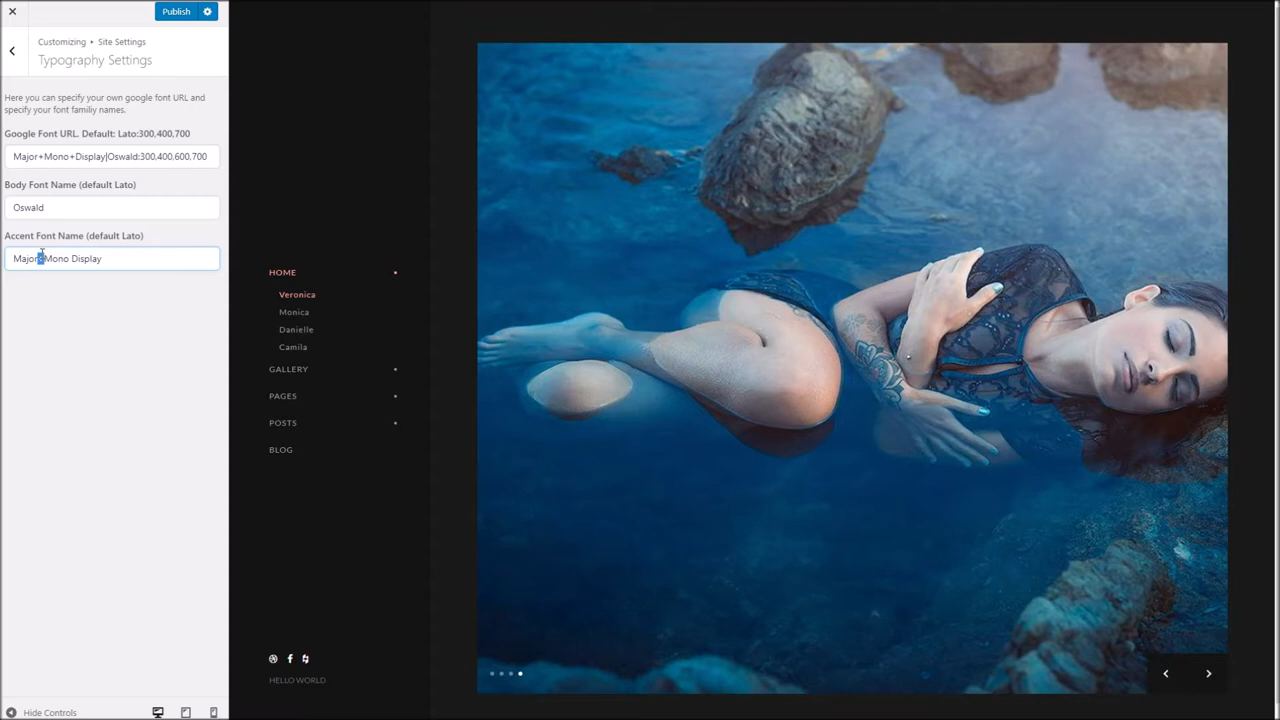 Publish
Customizing • Site Settings
Typography Settings
Here you can specify your own google font URL and
specify your font familiy names.
Google Font URL. Default: Lato:300,400,700
Major+Mono+Display|Oswald:300,400,600,700
Body Font Name (default Lato)
Oswald
Accent Font Name (default Lato)
Major+Mono Display
HOME
Veronica
Monica
Danielle
Camila
GALLERY
PAGES
POSTS
BLOG
HELLO WORLD
Hide Controls